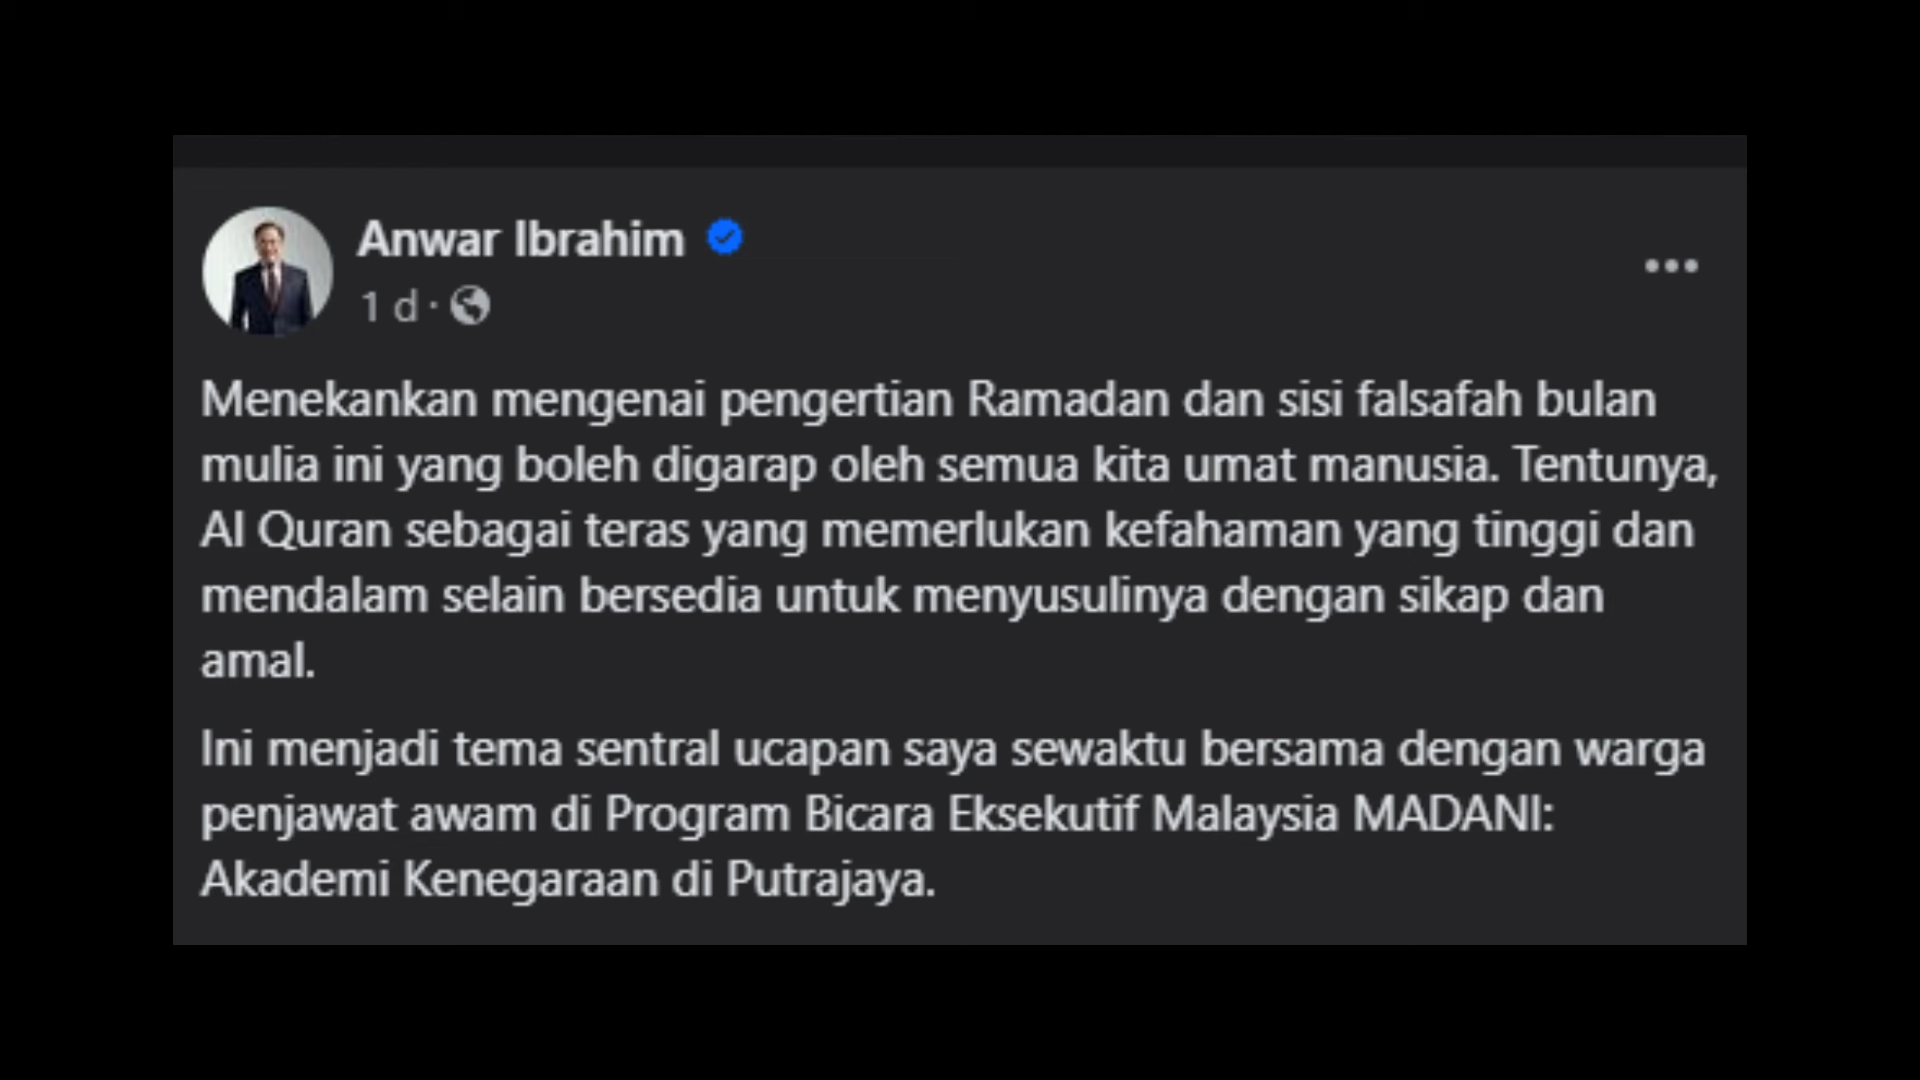 Anwar Ibrahim
1 d ·
Menekankan mengenai pengertian Ramadan dan sisi falsafah bulan
mulia ini yang boleh digarap oleh semua kita umat manusia. Tentunya,
Al Quran sebagai teras yang memerlukan kefahaman yang tinggi dan
mendalam selain bersedia untuk menyusulinya dengan sikap dan
amal.
Ini menjadi tema sentral ucapan saya sewaktu bersama dengan warga
penjawat awam di Program Bicara Eksekutif Malaysia MADANI:
Akademi Kenegaraan di Putrajaya.